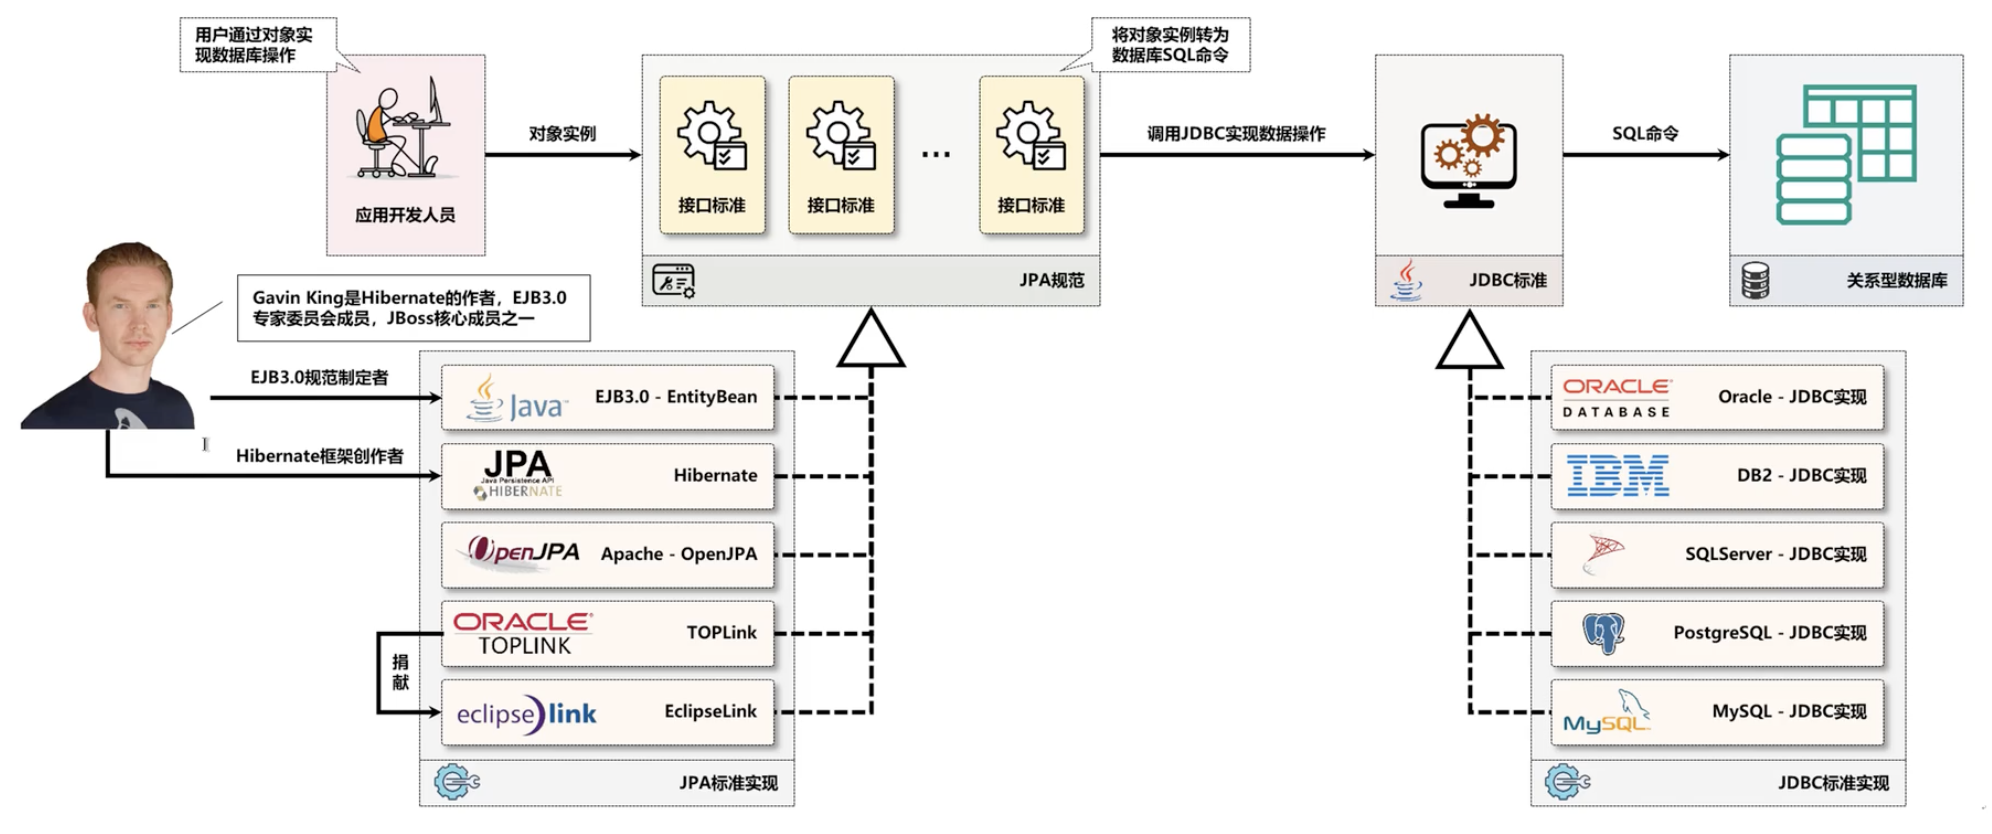 用户通过对象实
现数据库操作
将对象实例转为
数据库SQL命令
对象实例
调用JDBC实现数据操作
SQL命令
...
接口标准
接口标准
接口标准
应用开发人员
JPA规范
JDBC标准
关系型数据库
Gavin King是Hibernate的作者，EJB3.0
专家委员会成员，JBoss核心成员之一
EJB3.0规范制定者
Hibernate框架创作者
Java
EJB3.0 - EntityBean
JPA
Java Persistence API
HIBERNATE
Hibernate
OpenJPA
Apache - OpenJPA
ORACLE
TOPLINK
TOPLink
捐
献
eclipse link
EclipseLink
JPA标准实现
ORACLE
DATABASE
Oracle - JDBC实现
IBM
DB2 - JDBC实现
SQLServer - JDBC实现
PostgreSQL - JDBC实现
MySQL
MySQL - JDBC实现
JDBC标准实现